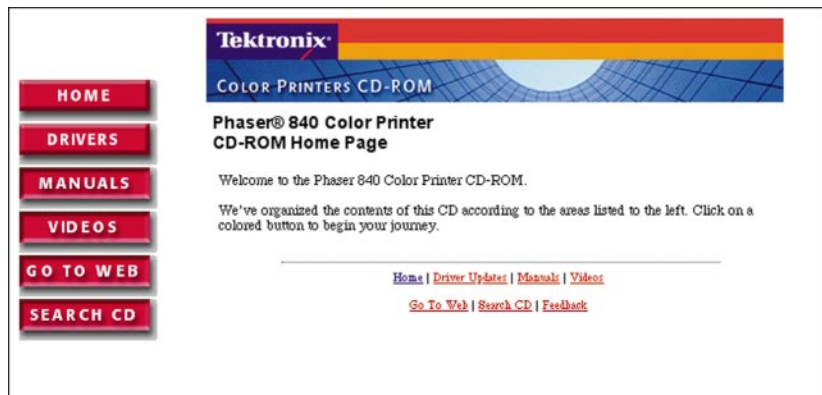 Tektronix
COLOR PRINTERS CD-ROM
HOME
DRIVERS
MANUALS
VIDEOS
GO TO WEB
SEARCH CD
Phaser® 840 Color Printer
CD-ROM Home Page
Welcome to the Phaser 840 Color Printer CD-ROM.
We've organized the contents of this CD according to the areas listed to the left. Click on a
colored button to begin your journey.
Home | Driver Updates | Manuals | Videos
Go To Web | Search CD | Feedback